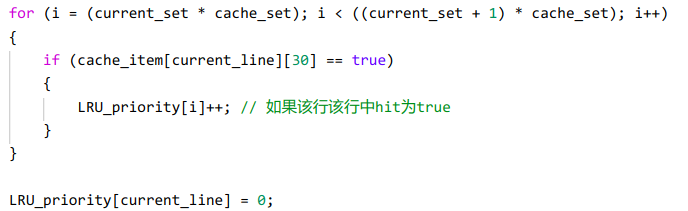 for (i = (current_set * cache_set); i < ((current_set + 1) * cache_set); i++)
{
if (cache_item[current_line][30] == true)
{
LRU_priority[i]++; // 如果该行该行中hit为true
}
}
LRU_priority[current_line] = 0;